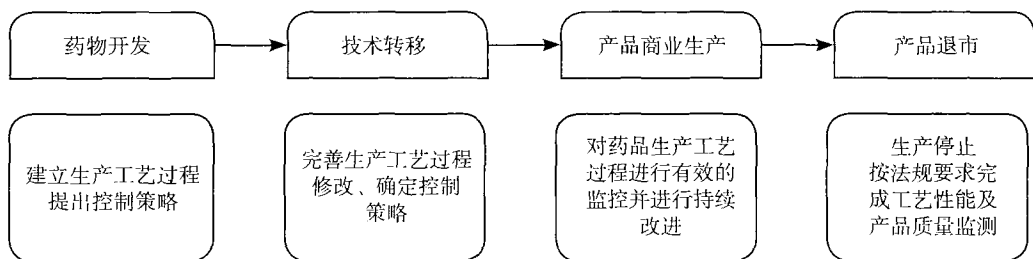 药物开发
技术转移
产品商业生产
产品退市
建立生产工艺过程
提出控制策略
完善生产工艺过程
修改、确定控制
策略
对药品生产工艺
过程进行有效的
监控并进行持续
改进
生产停止
按法规要求完
成工艺性能及
产品质量监测